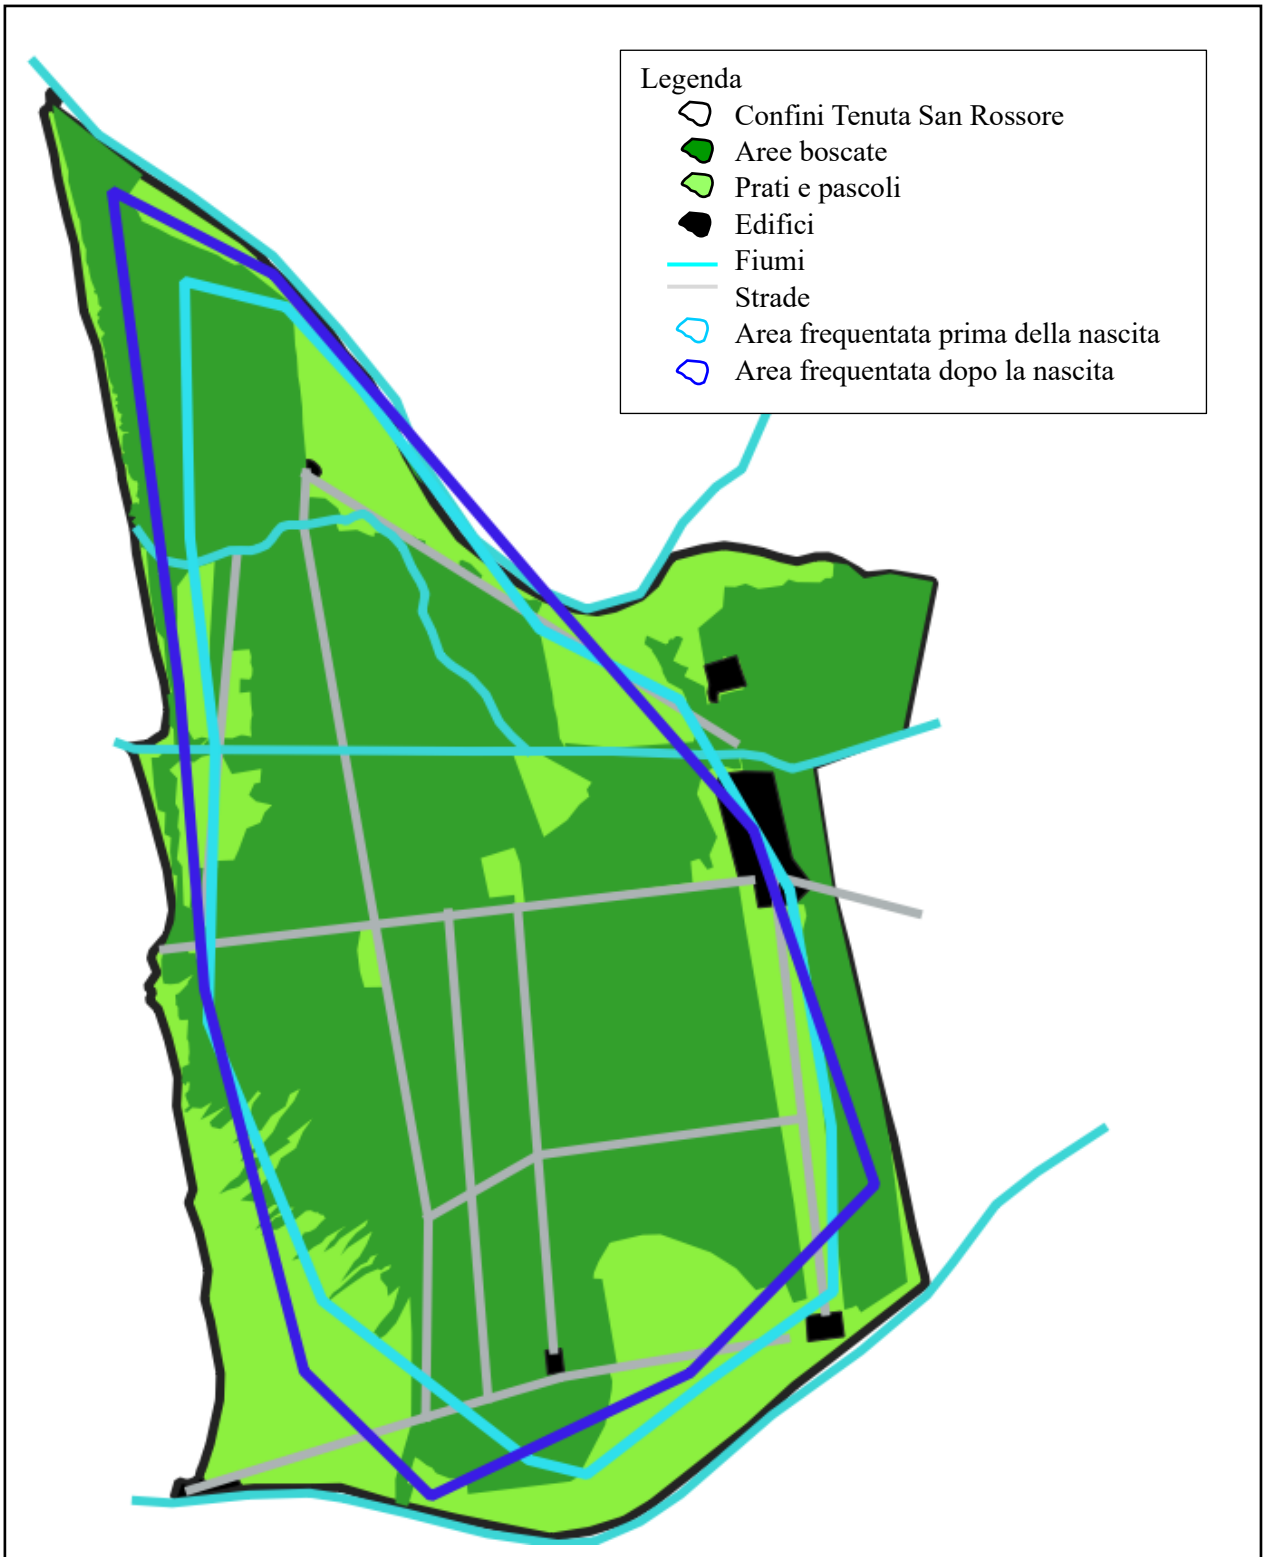 Legenda
Confini Tenuta San Rossore
Aree boscate
Prati e pascoli
Edifici
Fiumi
Strade
Area frequentata prima della nascita
Area frequentata dopo la nascita